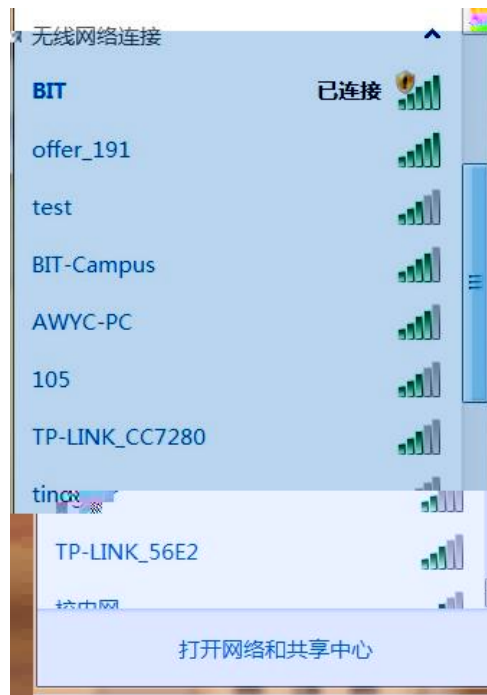 无线网络连接
BIT 已连接
offer_191
test
BIT-Campus
AWYC-PC
105
TP-LINK_CC7280
TP-LINK_56E2
打开网络和共享中心